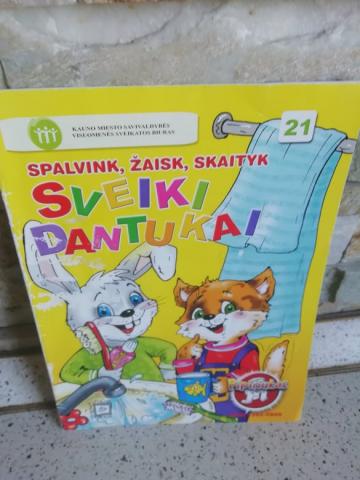 KAUNO MIESTO SAVIVALDYBĖS
VISUOMENĖS SVEIKATOS BIURAS
21
SPALVINK, ŽAISK, SKAITYK
SVEIKI
DANTUKAI